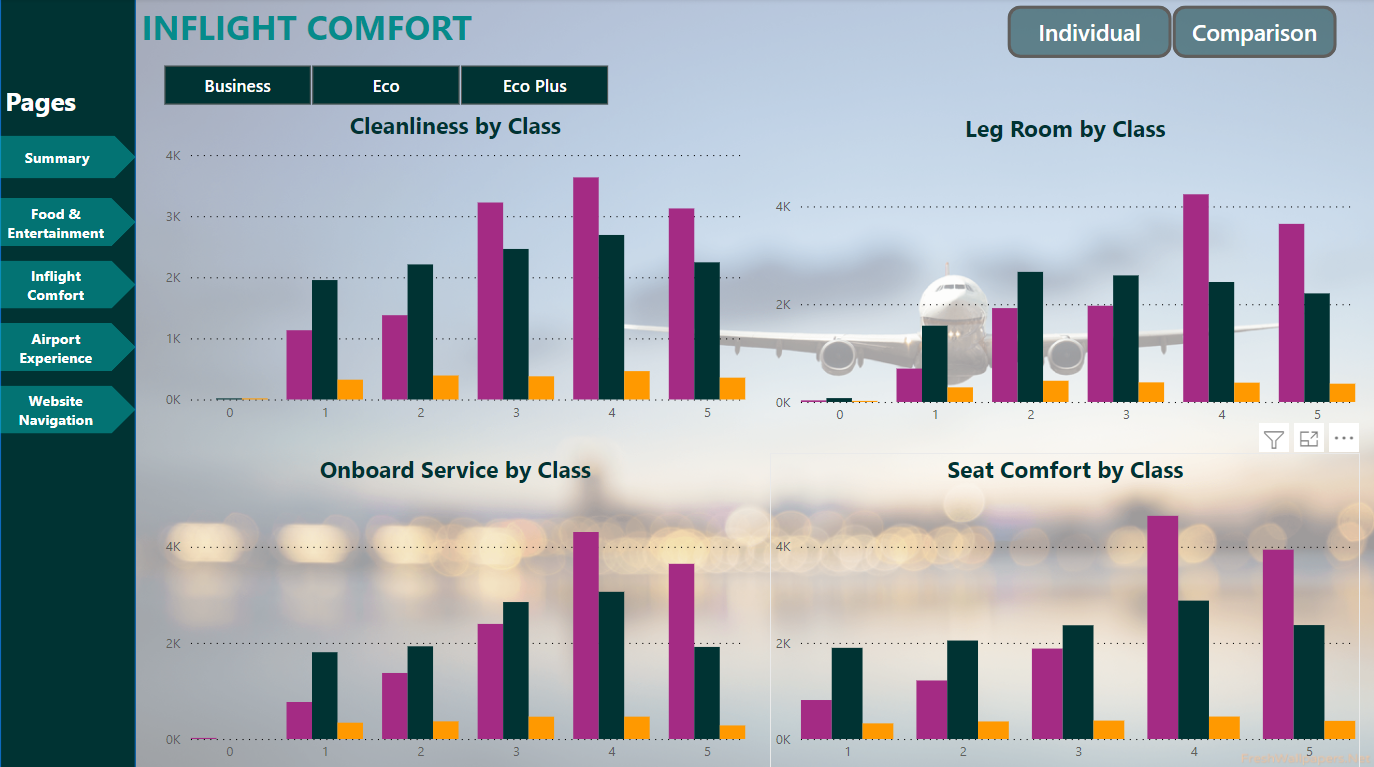 INFLIGHT COMFORT
Individual
Comparison
Business
Eco
Eco Plus
Pages
Summary
Food &
Entertainment
Inflight
Comfort
Airport
Experience
Website
Navigation
Cleanliness by Class
4K
3K
2K
1K
0K
0 1 2 3 4 5
Leg Room by Class
4K
2K
0K
0 1 2 3 4 5
Onboard Service by Class
4K
2K
0K
0 1 2 3 4 5
Seat Comfort by Class
4K
2K
0K
1 2 3 4 5